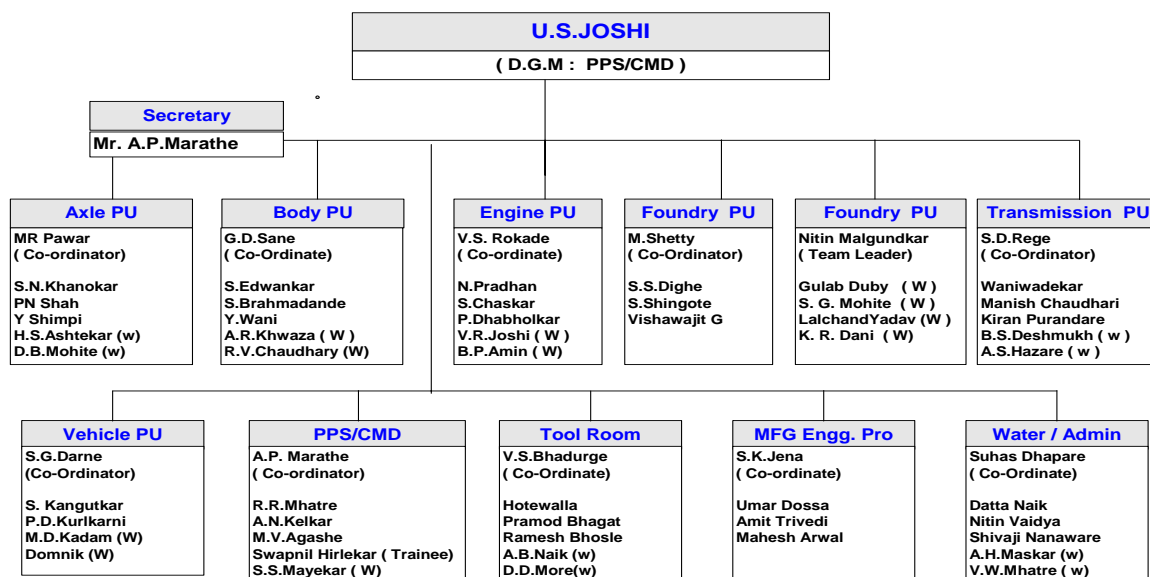 U.S.JOSHI
( D.G.M : PPS/CMD )
Secretary
Mr. A.P.Marathe
Axle PU
MR Pawar
( Co-ordinator)
S.N.Khanokar
PN Shah
Y Shimpi
H.S.Ashtekar (w)
D.B.Mohite (w)
Body PU
G.D.Sane
( Co-Ordinate)
S.Edwankar
S.Brahmadande
Y.Wani
A.R.Khwaza ( W )
R.V.Chaudhary (W)
Engine PU
V.S. Rokade
( Co-ordinate)
N.Pradhan
S.Chaskar
P.Dhabholkar
V.R.Joshi ( W )
B.P.Amin ( W)
Foundry PU
M.Shetty
( Co-Ordinator)
S.S.Dighe
S.Shingote
Vishawajit G
Foundry PU
Nitin Malgundkar
( Team Leader)
Gulab Duby ( W )
S. G. Mohite ( W )
LalchandYadav (W )
K. R. Dani ( W)
Transmission PU
S.D.Rege
( Co-Ordinator)
Waniwadekar
Manish Chaudhari
Kiran Purandare
B.S.Deshmukh ( w )
A.S.Hazare ( w )
Vehicle PU
S.G.Darne
(Co-Ordinator)
S. Kangutkar
P.D.Kurlkarni
M.D.Kadam (W)
Domnik (W)
PPS/CMD
A.P. Marathe
( Co-ordinator)
R.R.Mhatre
A.N.Kelkar
M.V.Agashe
Swapnil Hirlekar ( Trainee)
S.S.Mayekar ( W)
Tool Room
V.S.Bhadurge
( Co-Ordinate)
Hotewalla
Pramod Bhagat
Ramesh Bhosle
A.B.Naik (w)
D.D.More(w)
MFG Engg. Pro
S.K.Jena
( Co-ordinate)
Umar Dossa
Amit Trivedi
Mahesh Arwal
Water / Admin
Suhas Dhapare
( Co-Ordinate)
Datta Naik
Nitin Vaidya
Shivaji Nanaware
A.H.Maskar (w)
V.W.Mhatre ( w)